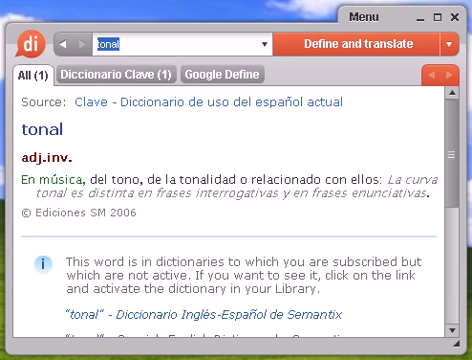 Menu
di
tonal
Define and translate
All (1)
Diccionario Clave (1)
Google Define
Source: Clave - Diccionario de uso del español actual
tonal
adj.inv.
En música, del tono, de la tonalidad o relacionado con ellos: La curva
tonal es distinta en frases interrogativas y en frases enunciativas.
© Ediciones SM 2006
i
This word is in dictionaries to which you are subscribed but
which are not active. If you want to see it, click on the link
and activate the dictionary in your Library.
"tonal" - Diccionario Inglés-Español de Semantix